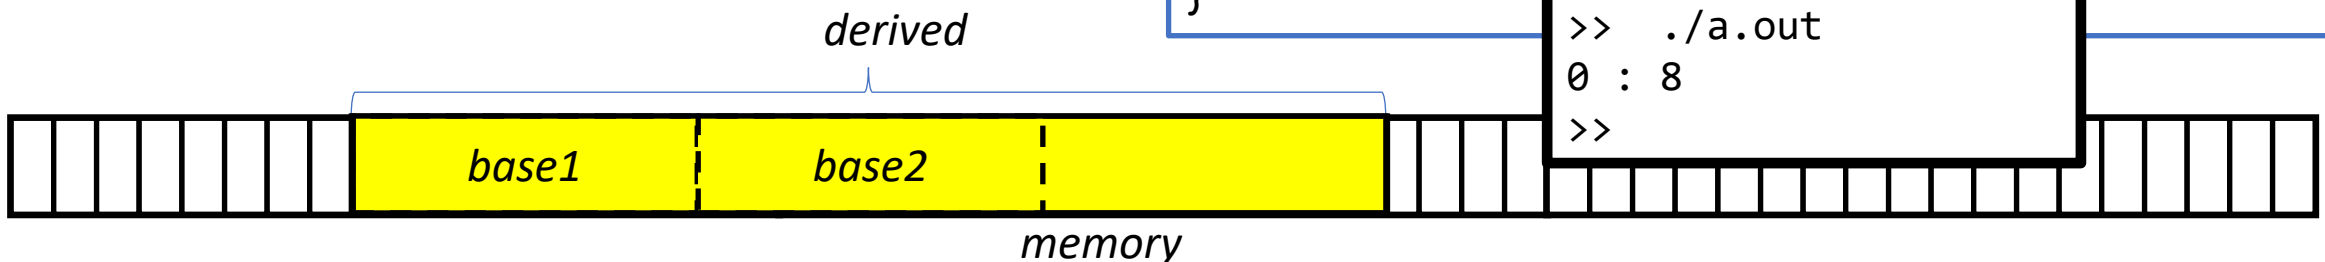 derived
}
>> ./a.out
0 : 8
>>
base1 base2
memory